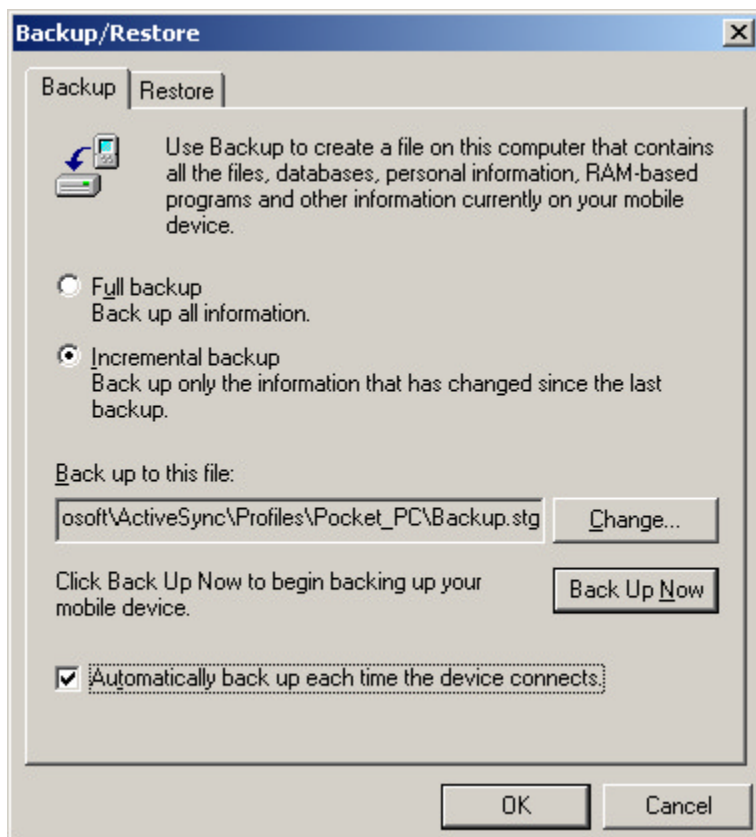 Backup/Restore
Backup
Restore
Use Backup to create a file on this computer that contains
all the files, databases, personal information, RAM-based
programs and other information currently on your mobile
device.
Full backup
Back up all information.
Incremental backup
Back up only the information that has changed since the last
backup.
Back up to this file:
osoft\ActiveSync\Profiles\Pocket_PC\Backup.stg
Change...
Click Back Up Now to begin backing up your
mobile device.
Back Up Now
Automatically back up each time the device connects.
OK
Cancel